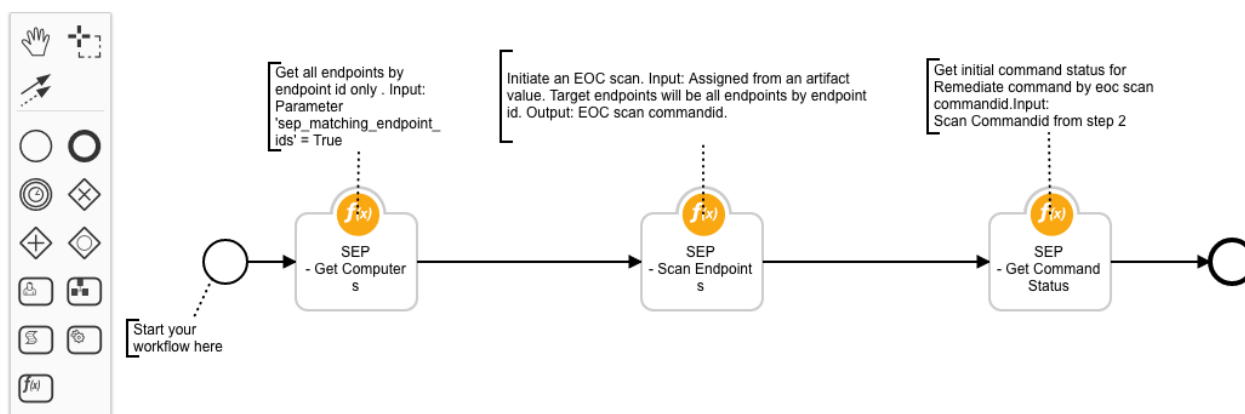 Get all endpoints by
endpoint id only . Input:
Parameter
'sep_matching_endpoint_
ids' = True
Initiate an EOC scan. Input: Assigned from an artifact
value. Target endpoints will be all endpoints by endpoint
id. Output: EOC scan commandid.
Get initial command status for
Remediate command by eoc scan
commandid.Input:
Scan Commandid from step 2
f(x)
SEP
- Get Computer
s
f(x)
SEP
- Scan Endpoint
s
f(x)
SEP
- Get Command
Status
Start your
workflow here
f(x)